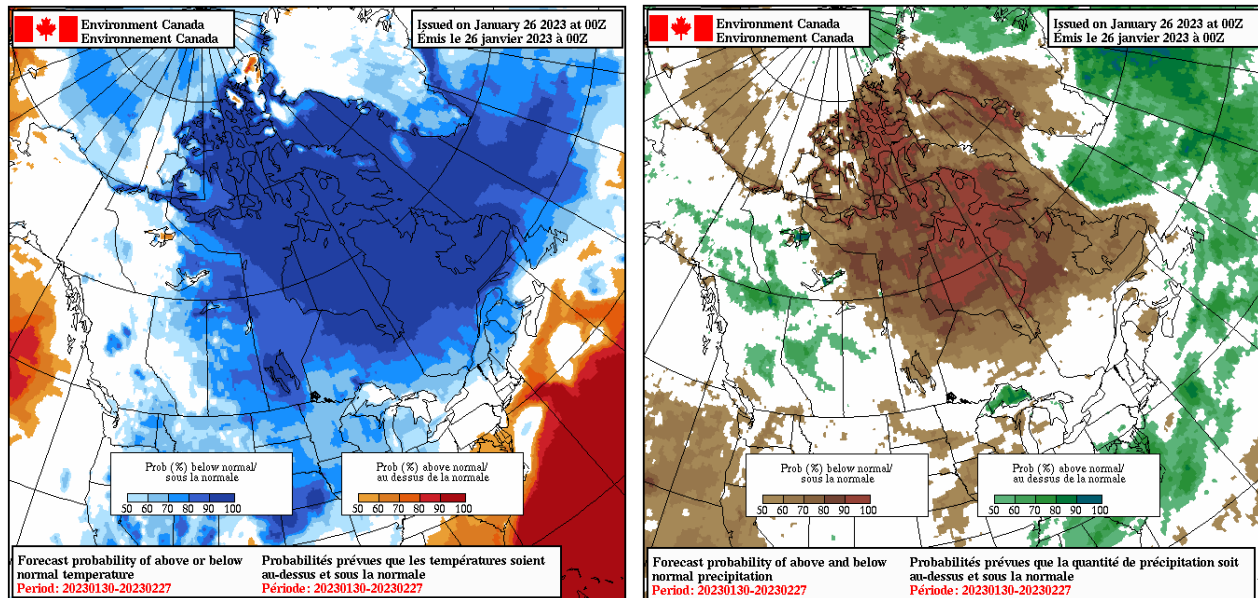 Environment Canada
Environnement Canada
Issued on January 26 2023 at 00Z
Émis le 26 janvier 2023 à 00Z
Prob (%) below normal/
sous la normale
50 60 70 80 90 100
Prob (%) above normal/
au dessus de la normale
50 60 70 80 90 100
Forecast probability of above or below
normal temperature
Period: 20230130-20230227
Probabilités prévues que les températures soient
au-dessus et sous la normale
Période: 20230130-20230227
Environment Canada
Environnement Canada
Issued on January 26 2023 at 00Z
Émis le 26 janvier 2023 à 00Z
Prob (%) below normal/
sous la normale
50 60 70 80 90 100
Prob (%) above normal/
au dessus de la normale
50 60 70 80 90 100
Forecast probability of above and below
normal precipitation
Period: 20230130-20230227
Probabilités prévues que la quantité de précipitation soit
au-dessus et sous la normale
Période: 20230130-20230227